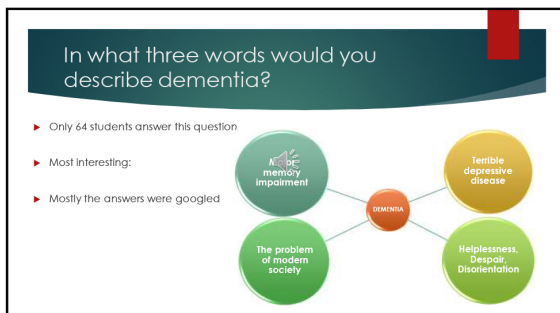 In what three words would you
describe dementia?
Only 64 students answer this question
Most interesting:
Mostly the answers were googled
memory
impairment
Terrible
depressive
disease
DEMENTIA
The problem
of modern
society
Helplessness,
Despair,
Disorientation